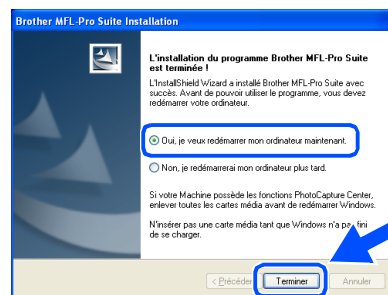 Brother MFL-Pro Suite Installation
L'installation du programme Brother MFL-Pro Suite
est terminée !
L'InstallShield Wizard a installé Brother MFL-Pro Suite avec
succès. Avant de pouvoir utiliser le programme, vous devez
redémarrer votre ordinateur.
Oui, je veux redémarrer mon ordinateur maintenant.
Non, je redémarrerai mon ordinateur plus tard.
Si votre Machine possède les fonctions PhotoCapture Center,
enlever toutes les cartes média avant de redémarrer Windows.
N'insérer pas une carte média tant que Windows n'a pas fini
de se charger.
< Précéden Terminer Annuler